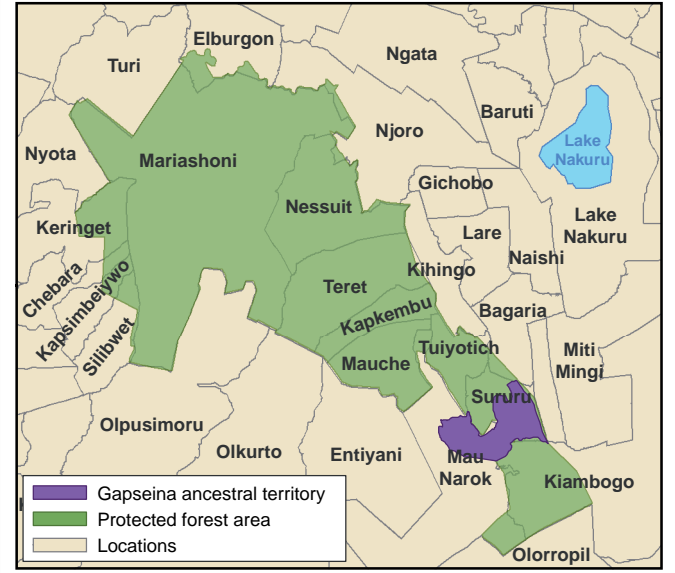 Elburgon
Turi
Ngata
Baruti
Njoro
Lake
Nakuru
Nyota
Mariashoni
Gichobo
Nessuit
Keringet
Lake
Nakuru
Lare
Naishi
Kihingo
Chebara
Kapsimbeiywo
Silibwet
Teret
Kapkembu
Bagaria
Tuiyotich
Mauche
Miti
Mingi
Sururu
Olpusimoru
Olkurto
Entiyani
Mau
Narok
Kiambogo
Olorropil
Gapseina ancestral territory
Protected forest area
Locations